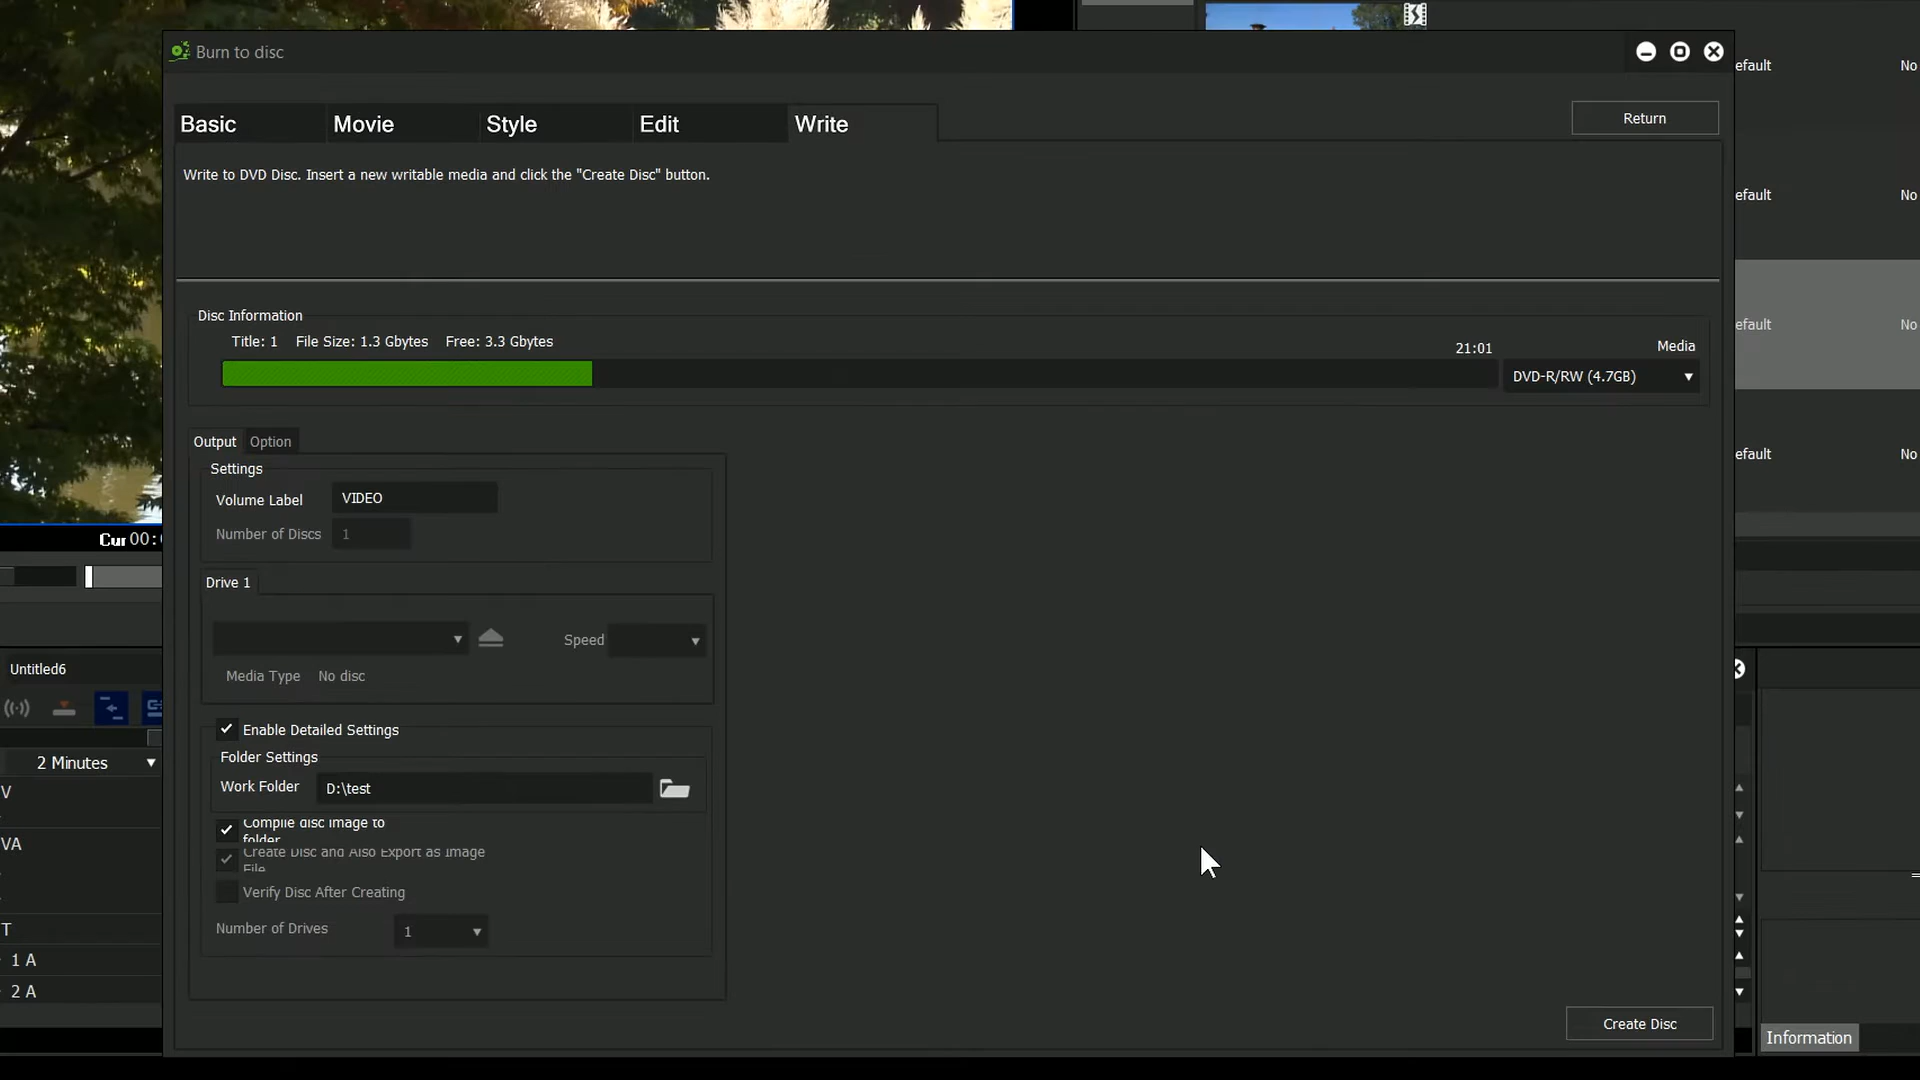 Burn to disc
Basic
Movie
Style
Edit
Write
Return
Write to DVD Disc. Insert a new writable media and click the "Create Disc" button.
Disc Information
Title: 1 File Size: 1.3 Gbytes Free: 3.3 Gbytes
21:01
Media
DVD-R/RW (4.7GB)
Output
Option
Settings
Volume Label VIDEO
Number of Discs 1
Drive 1
Speed
Media Type No disc
Enable Detailed Settings
Folder Settings
Work Folder D:\test
Compile disc image to
folder
Create Disc and Also Export as Image
File
Verify Disc After Creating
Number of Drives 1
Create Disc
Cur 00:
Untitled6
2 Minutes
V
VA
T
1 A
2 A
efault No
efault No
efault No
efault No
Information